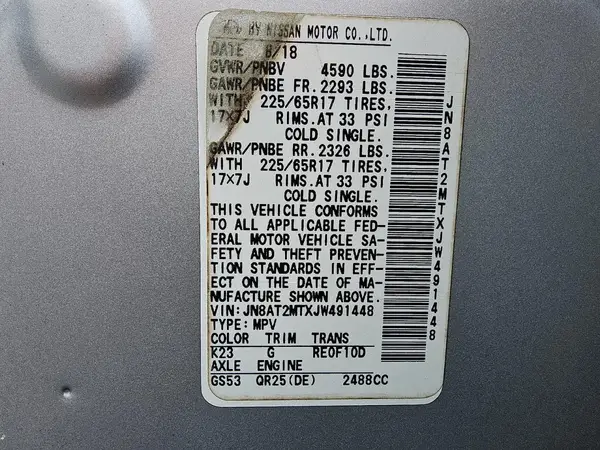 BY NISSAN MOTOR CO.,LTD.
DATE 8/18
GVWR/PNBV 4590 LBS.
GAWR/PNBE FR. 2293 LBS.
WITH 225/65R17 TIRES,
17X7J RIMS. AT 33 PSI
COLD SINGLE.
GAWR/PNBE RR. 2326 LBS.
WITH 225/65R17 TIRES,
17X7J RIMS. AT 33 PSI
COLD SINGLE.
THIS VEHICLE CONFORMS
TO ALL APPLICABLE FED-
ERAL MOTOR VEHICLE SA-
FETY AND THEFT PREVEN-
TION STANDARDS IN EFF-
ECT ON THE DATE OF MA-
NUFACTURE SHOWN ABOVE.
VIN: JN8AT2MTXJW491448
TYPE: MPV
COLOR TRIM TRANS
K23 G RE0F10D
AXLE ENGINE
GS53 QR25(DE) 2488CC
JN8AT2MTXJW491448